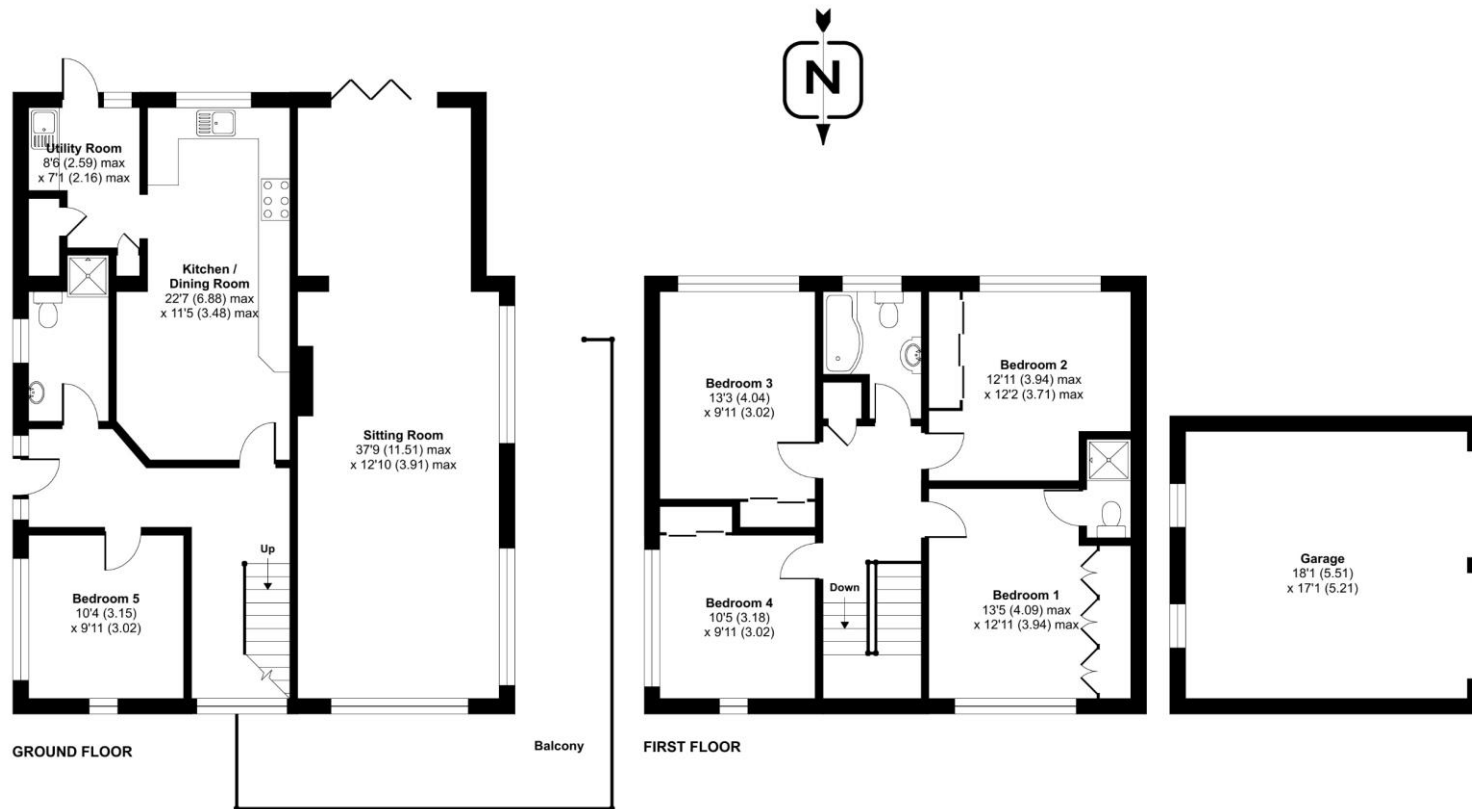 N
Utility Room
8'6 (2.59) max
x 7'1 (2.16) max
Kitchen /
Dining Room
22'7 (6.88) max
x 11'5 (3.48) max
Sitting Room
37'9 (11.51) max
x 12'10 (3.91) max
Up
Bedroom 5
10'4 (3.15)
x 9'11 (3.02)
Balcony
GROUND FLOOR
Bedroom 3
13'3 (4.04)
x 9'11 (3.02)
Bedroom 2
12'11 (3.94) max
x 12'2 (3.71) max
Bedroom 4
10'5 (3.18)
x 9'11 (3.02)
Down
Bedroom 1
13'5 (4.09) max
x 12'11 (3.94) max
FIRST FLOOR
Garage
18'1 (5.51)
x 17'1 (5.21)